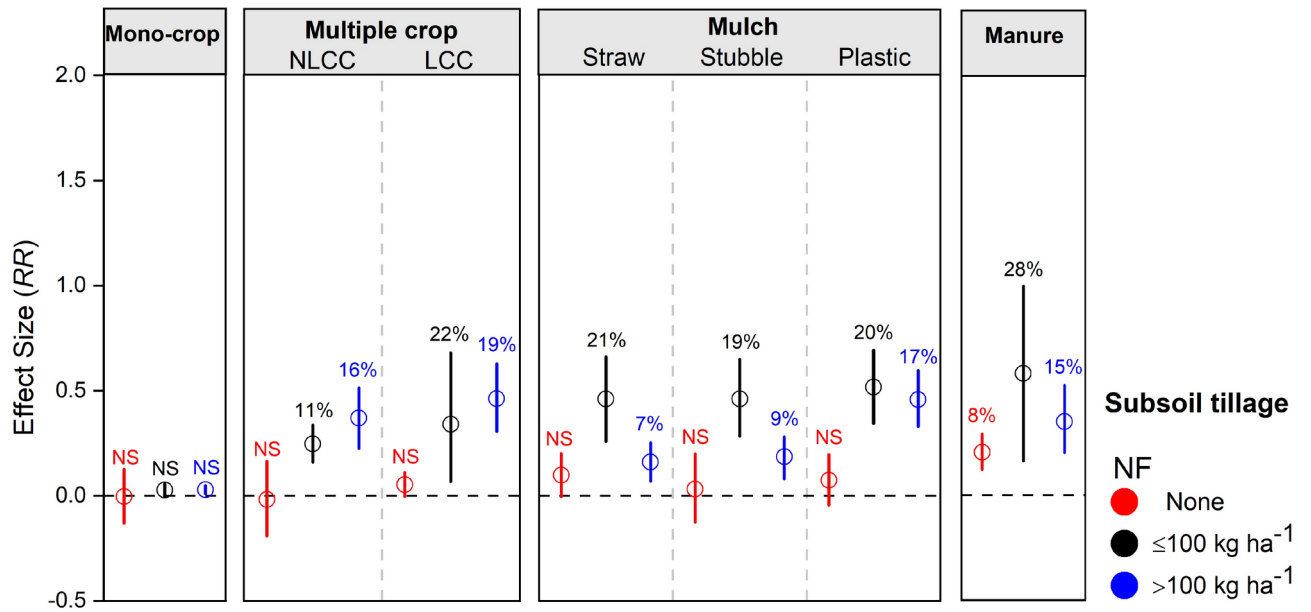 Mono-crop
Multiple crop
NLCC LCC
Mulch
Straw Stubble Plastic
Manure
Effect Size (RR)
2.0
1.5
1.0
0.5
0.0
-0.5
NS NS NS
NS 11% 16%
NS 22% 19%
NS 21% 7%
NS 19% 9%
NS 20% 17%
8% 28% 15%
Subsoil tillage
NF
None
≤100 kg ha⁻¹
>100 kg ha⁻¹